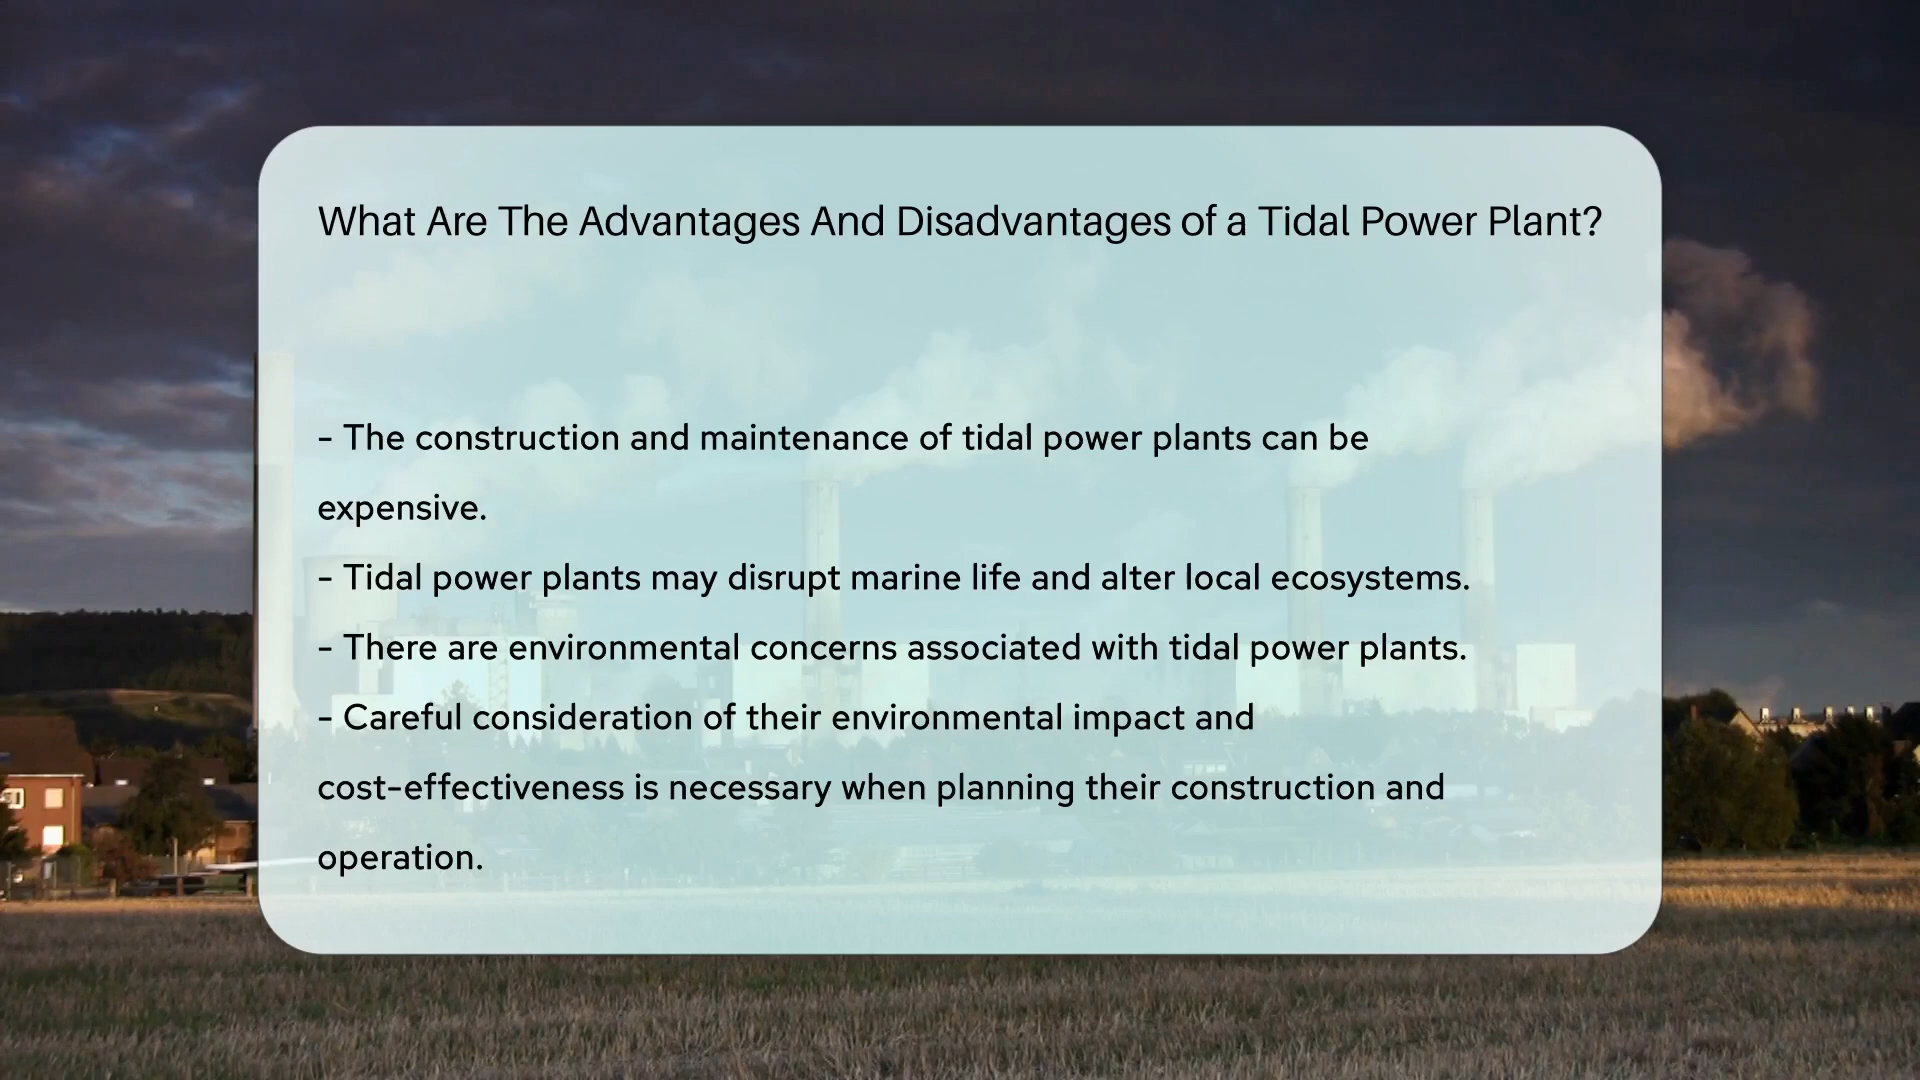 What Are The Advantages And Disadvantages of a Tidal Power Plant?
- The construction and maintenance of tidal power plants can be
expensive.
- Tidal power plants may disrupt marine life and alter local ecosystems.
- There are environmental concerns associated with tidal power plants.
- Careful consideration of their environmental impact and
cost-effectiveness is necessary when planning their construction and
operation.